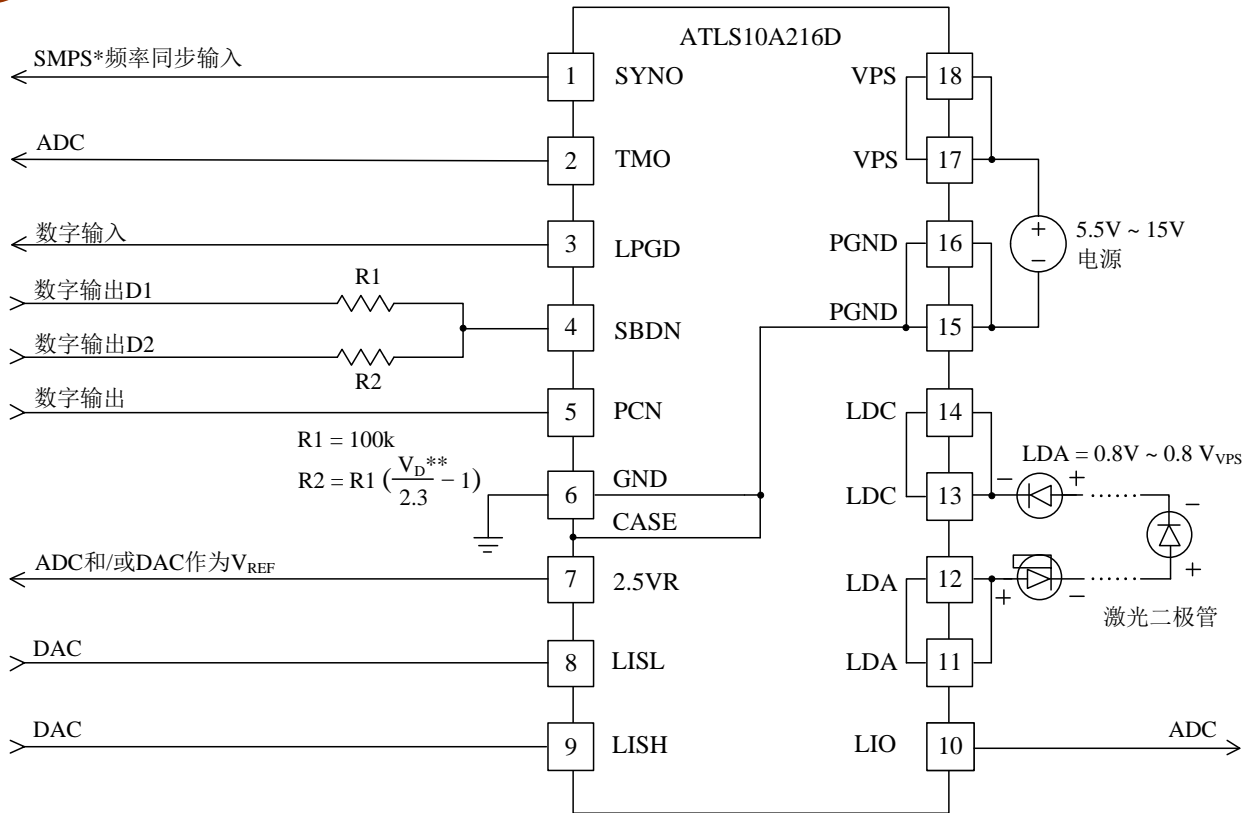 ATLS10A216D
SMPS*频率同步输入
1
SYNO
VPS
18
ADC
2
TMO
VPS
17
数字输入
3
LPGD
PGND
16
+
−
5.5V ~ 15V
电源
数字输出D1
R1
4
SBDN
PGND
15
数字输出D2
R2
数字输出
5
PCN
LDC
14
R1 = 100k
R2 = R1 (V_D**/2.3 − 1)
LDA = 0.8V ~ 0.8 V_VPS
6
GND
CASE
LDC
13
−
+
−
+
ADC和/或DAC作为V_REF
7
2.5VR
LDA
12
+
−
激光二极管
DAC
8
LISL
LDA
11
DAC
9
LISH
LIO
10
ADC